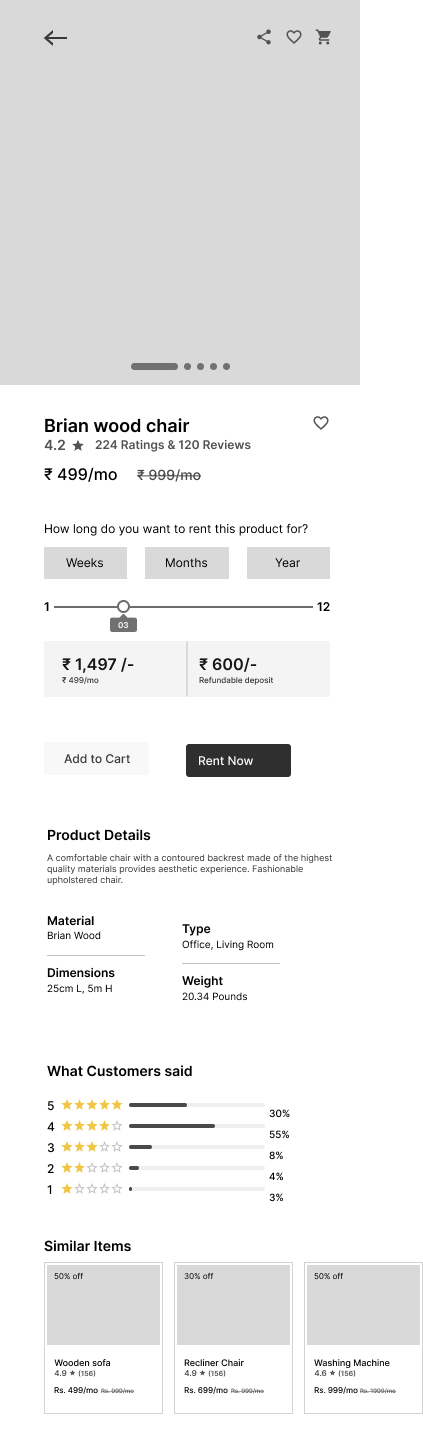 Brian wood chair
4.2 ★ 224 Ratings & 120 Reviews
₹ 499/mo ₹ 999/mo
How long do you want to rent this product for?
Weeks Months Year
1 12
03
₹ 1,497 /- ₹ 600/-
₹ 499/mo Refundable deposit
Add to Cart Rent Now
Product Details
A comfortable chair with a contoured backrest made of the highest
quality materials provides aesthetic experience. Fashionable
upholstered chair.
Material
Brian Wood
Type
Office, Living Room
Dimensions
25cm L, 5m H
Weight
20.34 Pounds
What Customers said
5 30%
4 55%
3 8%
2 4%
1 3%
Similar Items
50% off 30% off 50% off
Wooden sofa Recliner Chair Washing Machine
4.9 ★ (156) 4.9 ★ (156) 4.6 ★ (156)
Rs. 499/mo Rs. 999/mo Rs. 699/mo Rs. 999/mo Rs. 999/mo Rs. 1999/mo